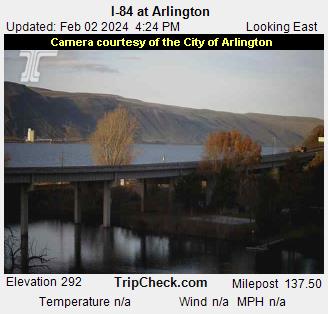 I-84 at Arlington
Updated: Feb 02 2024 4:24 PM Looking East
Camera courtesy of the City of Arlington
Elevation 292 TripCheck.com Milepost 137.50
Temperature n/a Wind n/a MPH n/a